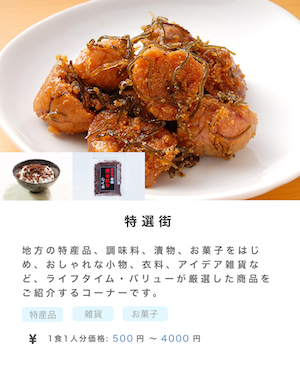 特選街
地方の特産品、調味料、漬物、お菓子をはじ
め、おしゃれな小物、衣料、アイデア雑貨な
ど、ライフタイム・バリューが厳選した商品を
ご紹介するコーナーです。
特産品 雑貨 お菓子
¥ 1食1人分価格: 500 円 〜 4000 円